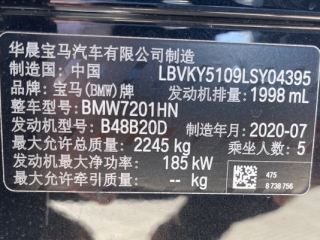 华晨宝马汽车有限公司制造
制造国：中国 LBVKY5109LSY04395
品牌：宝马(BMW)牌 发动机排量：1998 mL
整车型号：BMW7201HN
发动机型号：B48B20D 制造年月：2020-07
最大允许总质量：2245 kg 乘坐人数：5
发动机最大净功率：185 kW
最大允许牵引质量：-- kg
475
8 738 756